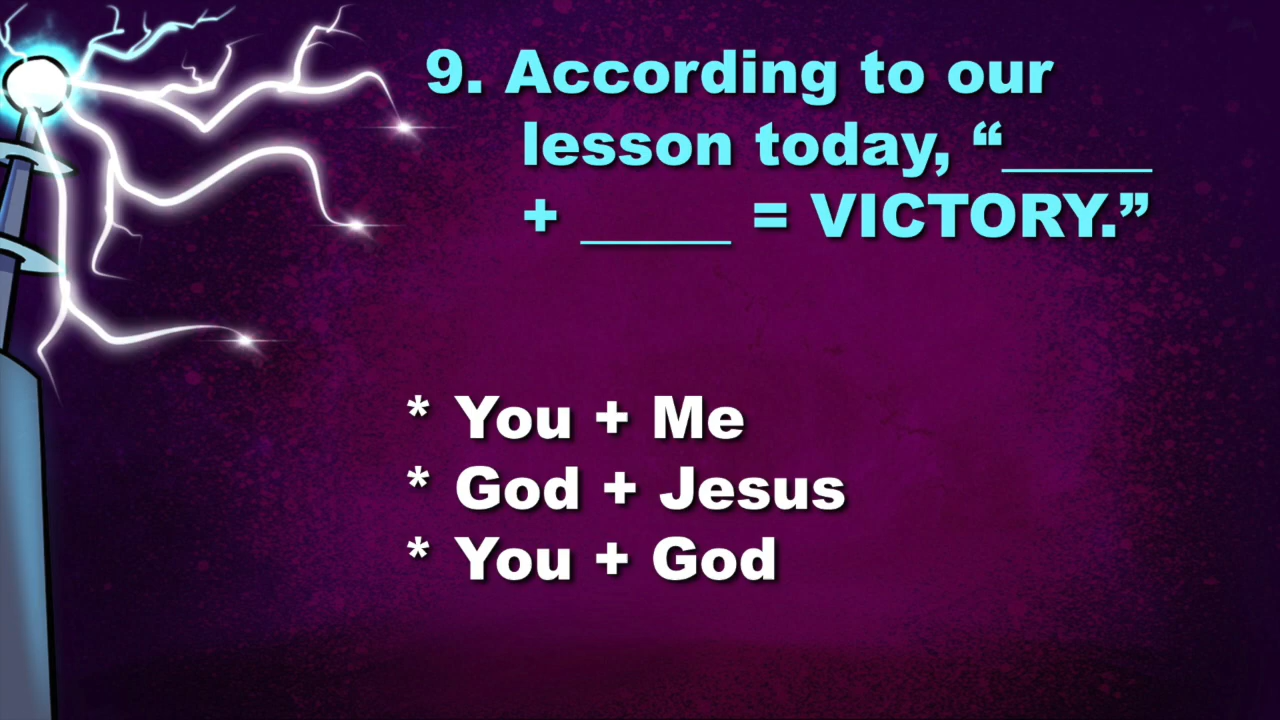 9. According to our
lesson today, “_____
+ _____ = VICTORY.”
* You + Me
* God + Jesus
* You + God